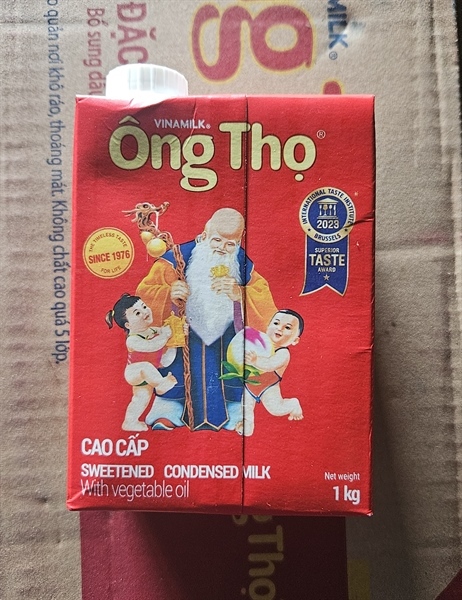 VINAMILK®
Ông Thọ®
THE TIMELESS TASTE
SINCE 1976
FOR LIFE
INTERNATIONAL TASTE INSTITUTE
2023
BRUSSELS
SUPERIOR
TASTE
AWARD
CAO CẤP
SWEETENED CONDENSED MILK
With vegetable oil
Net weight
1 kg
MILK®
ĐẶC
Bổ sung
quản nơi khô ráo, thoáng mát. Không chất cao quá 5 lớp.
Thọ